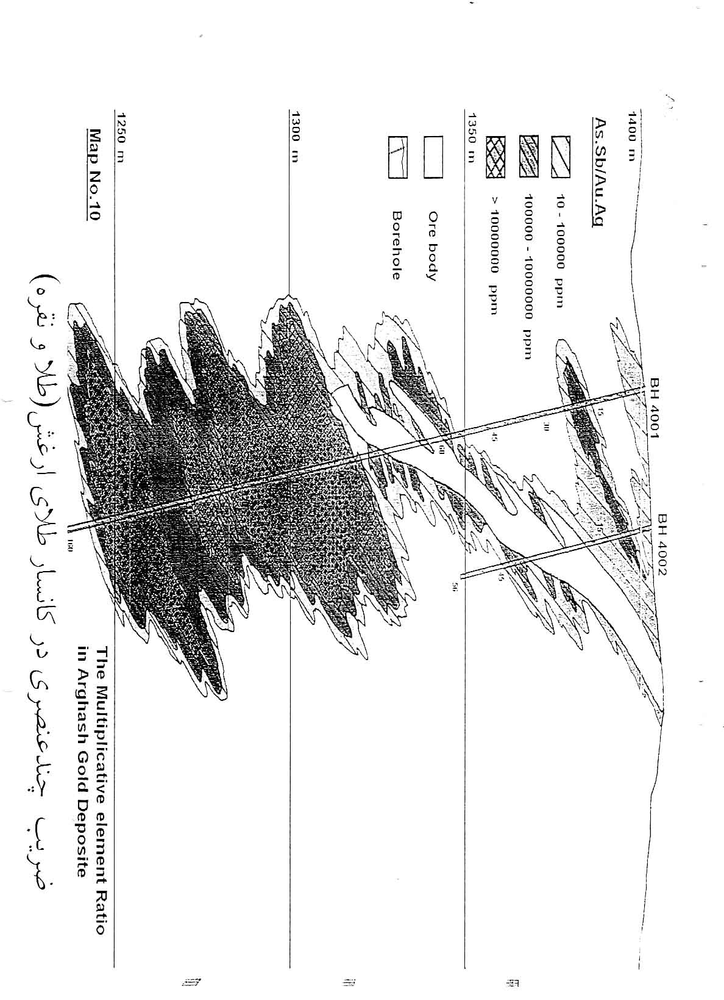 BH 4001
BH 4002
1400 m
As.Sb/Au.Ag
10 - 100000 ppm
100000 - 10000000 ppm
> 10000000 ppm
Ore body
Borehole
15
30
45
60
160
15
45
56
1350 m
1300 m
1250 m
Map No.10
The Multiplicative element Ratio
in Arghash Gold Deposite
ضریب چندعنصری در کانسار طلای ارغش (طلا و نقره)